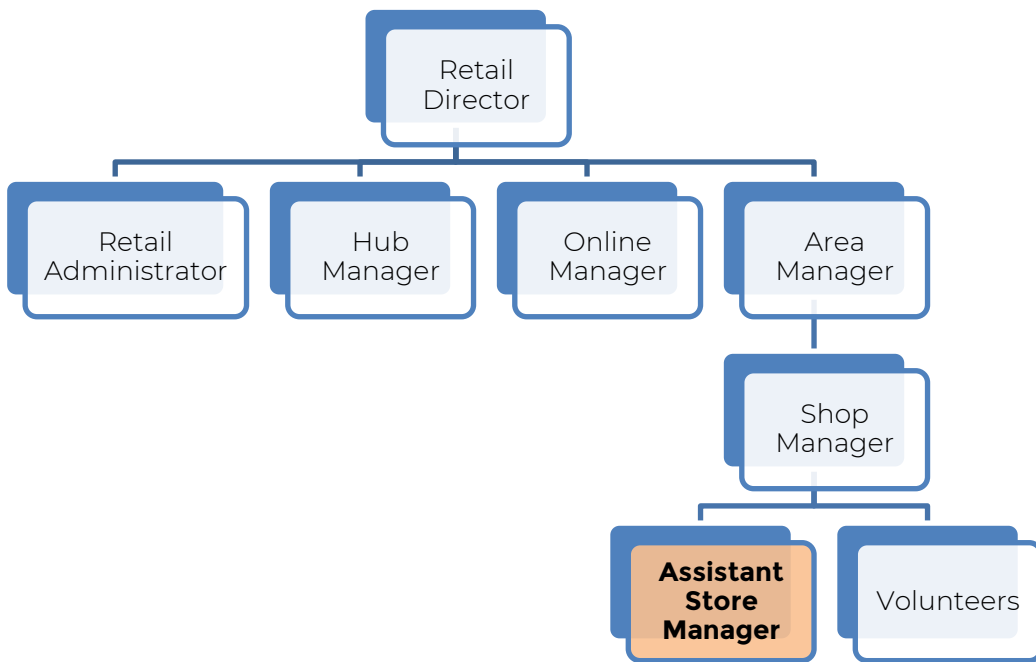 Retail
Director
Retail
Administrator
Hub
Manager
Online
Manager
Area
Manager
Shop
Manager
Assistant
Store
Manager
Volunteers